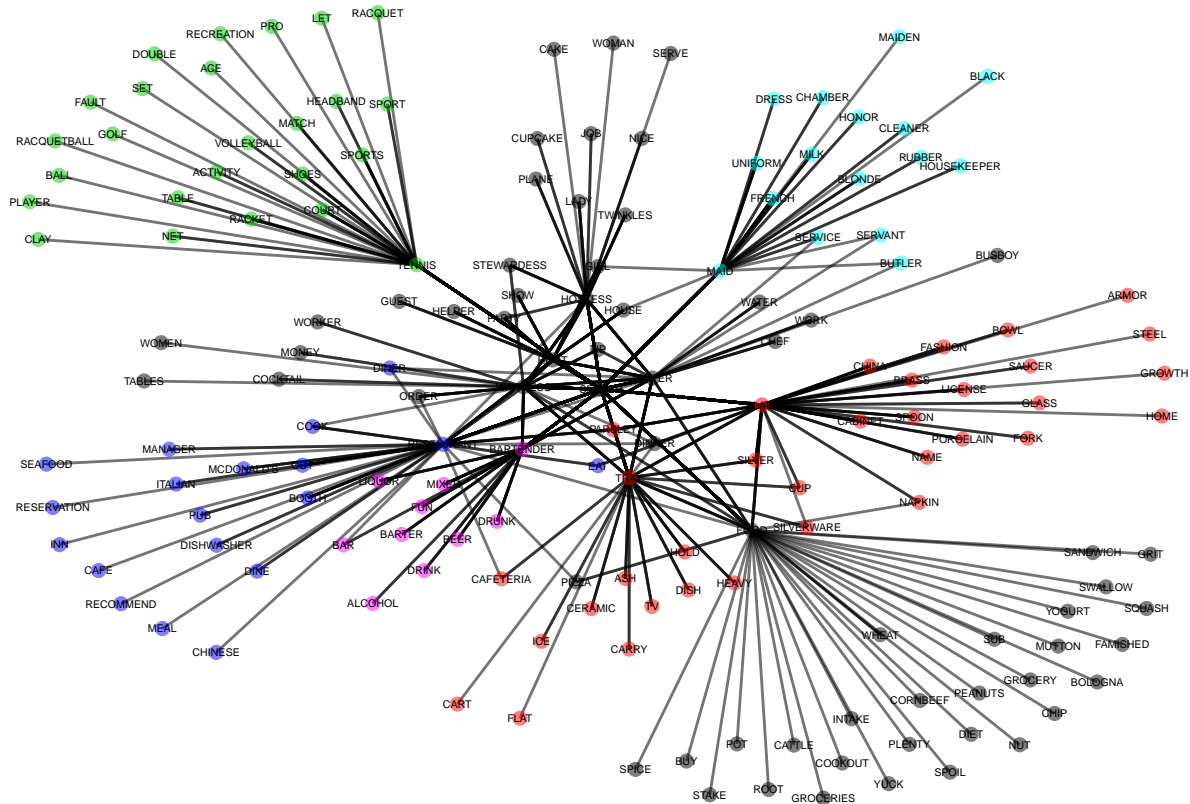 RACQUET
LET
PRO
RECREATION
DOUBLE
AGE
SET
FAULT
HEADBAND
SPORT
GOLF
MATCH
RACQUETBALL
VOLLEYBALL
SPORTS
BALL
ACTIVITY
SHOES
PLAYER
TABLE
COURT
RACKET
CLAY
NET
TENNIS
CAKE
WOMAN
SERVE
CUPCAKE
JOB
NICE
PLANE
LADY
TWINKLES
STEWARDESS
GIRL
MAIDEN
BLACK
DRESS
CHAMBER
HONOR
CLEANER
MILK
RUBBER
UNIFORM
HOUSEKEEPER
BLONDE
FRENCH
SERVICE
SERVANT
BUTLER
MAID
BUSBOY
SHOW
HOSTESS
GUEST
HELPER
PARTY
HOUSE
WATER
WORKER
WORK
WOMEN
MONEY
CHEF
TIP
DINER
TABLES
COCKTAIL
ORDER
ARMOR
BOWL
STEEL
FASHION
CHINA
SAUCER
BRASS
GROWTH
LICENSE
GLASS
CABINET
SPOON
HOME
PORCELAIN
FORK
NAME
PARSLEY
DINNER
COOK
RESTAURANT
BARTENDER
MANAGER
SEAFOOD
MCDONALDS
OUT
EAT
SILVER
ITALIAN
LIQUOR
MIXER
TRAY
CUP
RESERVATION
BOOTH
FUN
NAPKIN
PUB
DRUNK
SILVERWARE
FOOD
INN
DISHWASHER
BAR
BARTER
BEER
HOLD
SANDWICH
GRIT
CAFE
DINE
DRINK
CAFETERIA
PIZZA
ASH
DISH
HEAVY
RECOMMEND
ALCOHOL
CERAMIC
TV
SWALLOW
YOGURT
SQUASH
MEAL
WHEAT
ICE
CARRY
SUB
MUTTON
FAMISHED
CHINESE
GROCERY
BOLOGNA
PEANUTS
CORNBEEF
CART
FLAT
INTAKE
CHIP
DIET
POT
CATTLE
PLENTY
NUT
BUY
COOKOUT
SPICE
SPOIL
YUCK
STAKE
ROOT
GROCERIES